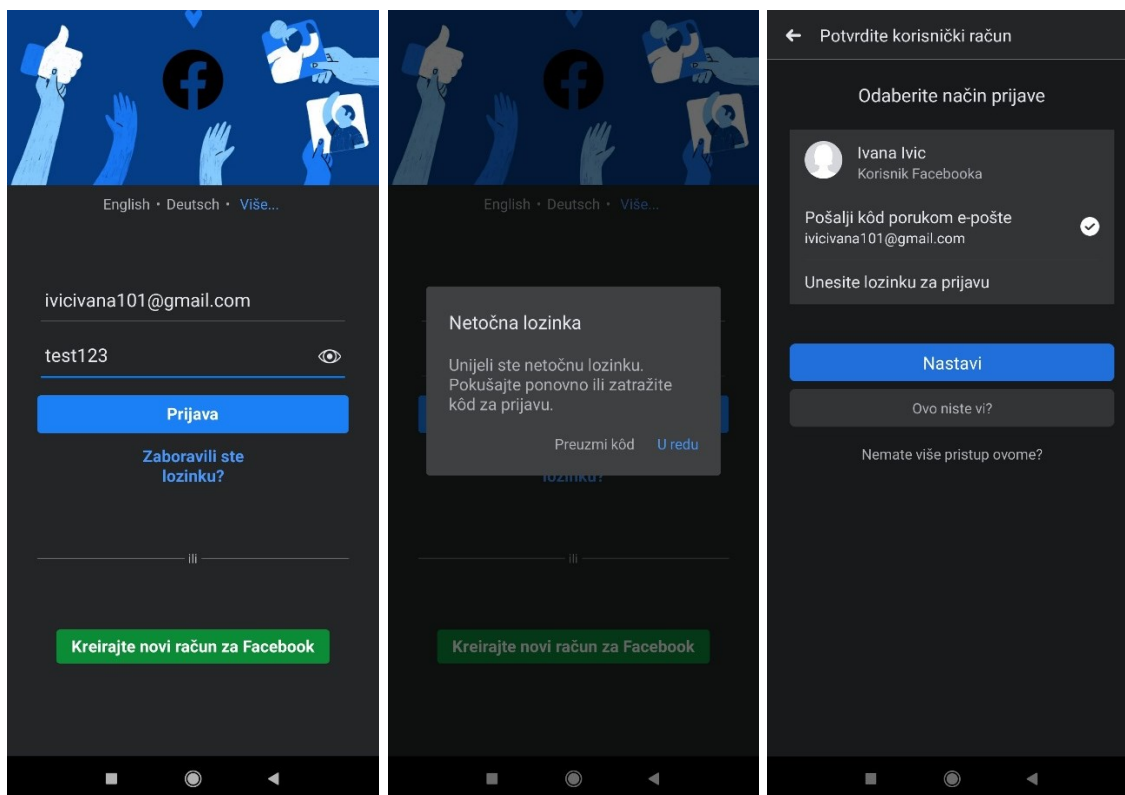 English • Deutsch • Više...
ivicivana101@gmail.com
test123
Prijava
Zaboravili ste
lozinku?
ili
Kreirajte novi račun za Facebook
English • Deutsch • Više...
Netočna lozinka
Unijeli ste netočnu lozinku.
Pokušajte ponovno ili zatražite
kôd za prijavu.
Preuzmi kôd U redu
lozinku?
ili
Kreirajte novi račun za Facebook
Potvrdite korisnički račun
Odaberite način prijave
Ivana Ivic
Korisnik Facebooka
Pošalji kôd porukom e-pošte
ivicivana101@gmail.com
Unesite lozinku za prijavu
Nastavi
Ovo niste vi?
Nemate više pristup ovome?